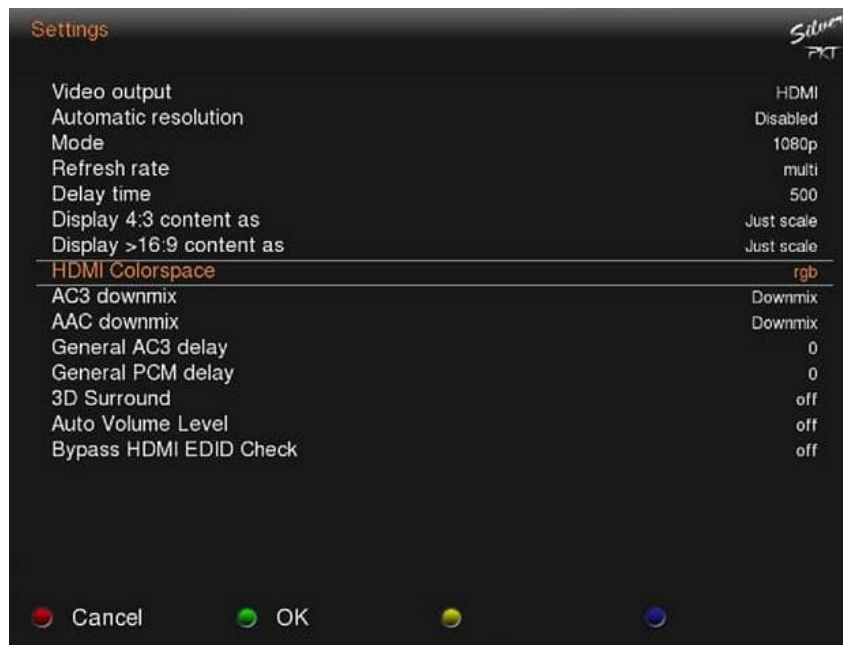 Settings
Silver
PKT
Video output HDMI
Automatic resolution Disabled
Mode 1080p
Refresh rate multi
Delay time 500
Display 4:3 content as Just scale
Display >16:9 content as Just scale
HDMI Colorspace rgb
AC3 downmix Downmix
AAC downmix Downmix
General AC3 delay 0
General PCM delay 0
3D Surround off
Auto Volume Level off
Bypass HDMI EDID Check off
Cancel OK